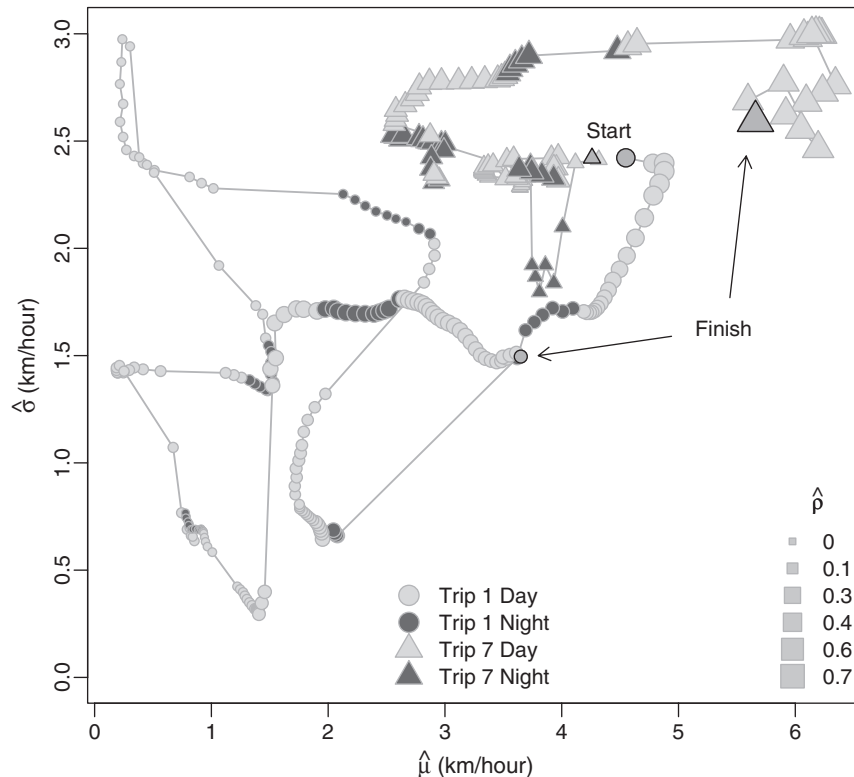 3.0
2.5
2.0
1.5
1.0
0.5
0.0
σ̂ (km/hour)
Start
Finish
ρ̂
0
0.1
0.3
0.4
0.6
0.7
Trip 1 Day
Trip 1 Night
Trip 7 Day
Trip 7 Night
0 1 2 3 4 5 6
μ̂ (km/hour)